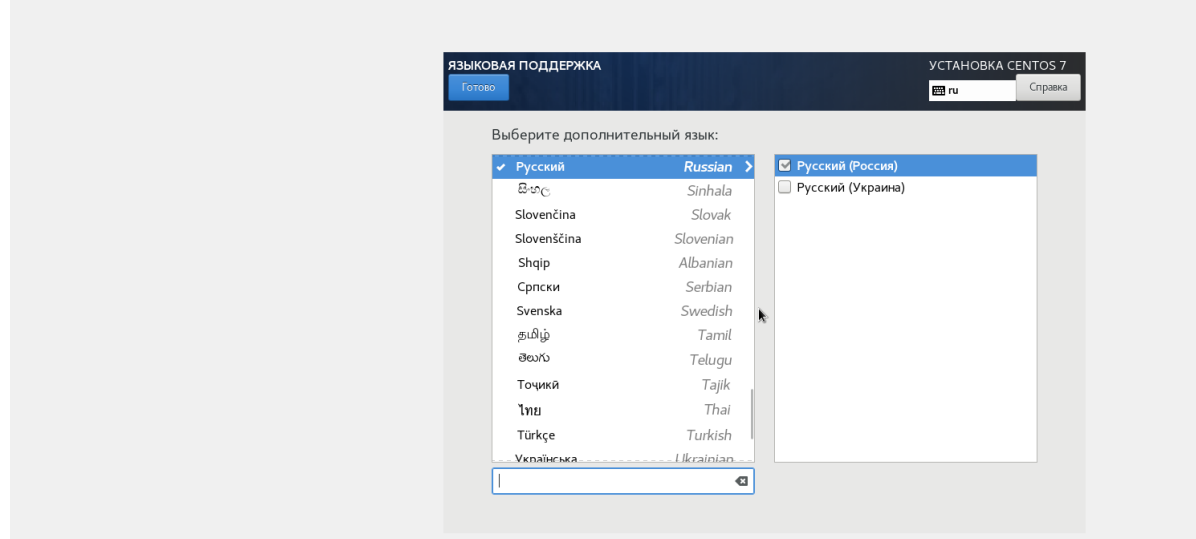 ЯЗЫКОВАЯ ПОДДЕРЖКА
УСТАНОВКА CENTOS 7
Готово
ru
Справка
Выберите дополнительный язык:
Русский Russian
සිංහල Sinhala
Slovenčina Slovak
Slovenščina Slovenian
Shqip Albanian
Српски Serbian
Svenska Swedish
தமிழ் Tamil
తెలుగు Telugu
Тоҷикӣ Tajik
ไทย Thai
Türkçe Turkish
Українська Ukrainian
Русский (Россия)
Русский (Украина)